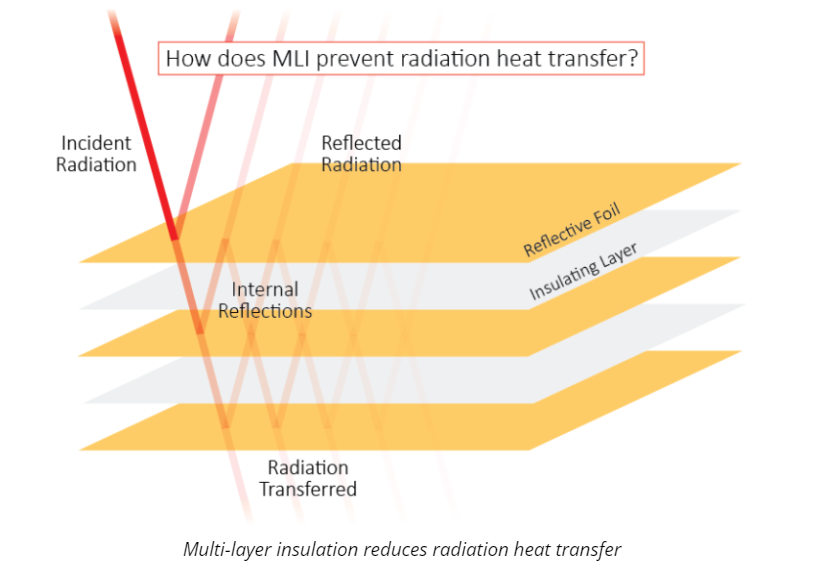 How does MLI prevent radiation heat transfer?
Incident
Radiation
Reflected
Radiation
Reflective Foil
Insulating Layer
Internal
Reflections
Radiation
Transferred
Multi-layer insulation reduces radiation heat transfer